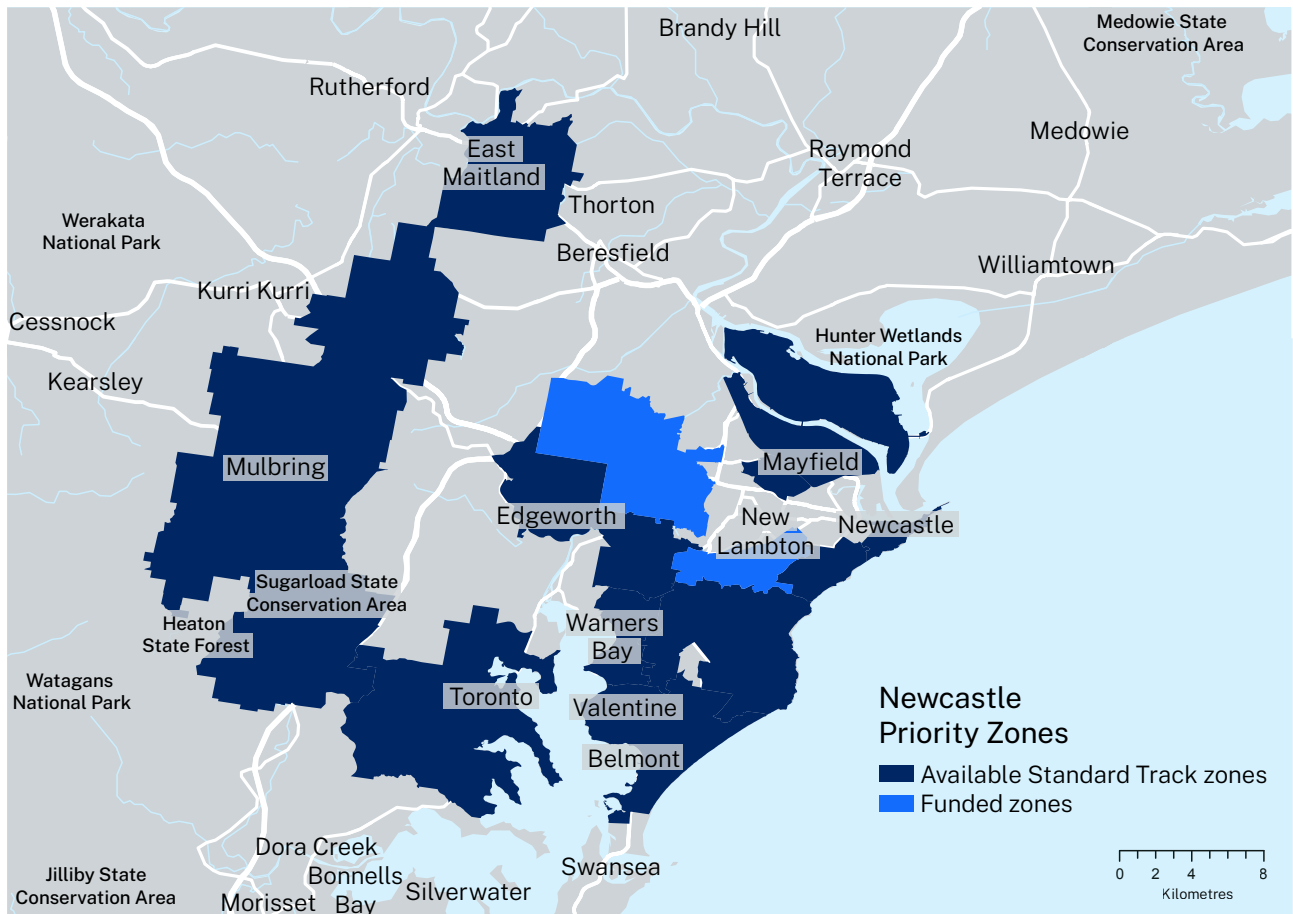 Brandy Hill
Medowie State
Conservation Area
Rutherford
Medowie
East
Maitland
Raymond
Terrace
Thorton
Werakata
National Park
Beresfield
Williamtown
Kurri Kurri
Cessnock
Hunter Wetlands
National Park
Kearsley
Mulbring
Mayfield
Edgeworth
New
Lambton
Newcastle
Sugarload State
Conservation Area
Heaton
State Forest
Warners
Bay
Watagans
National Park
Toronto
Valentine
Belmont
Newcastle
Priority Zones
Available Standard Track zones
Funded zones
Dora Creek
Bonnells
Bay
Silverwater
Swansea
Jilliby State
Conservation Area
Morisset
0 2 4 6 8
Kilometres